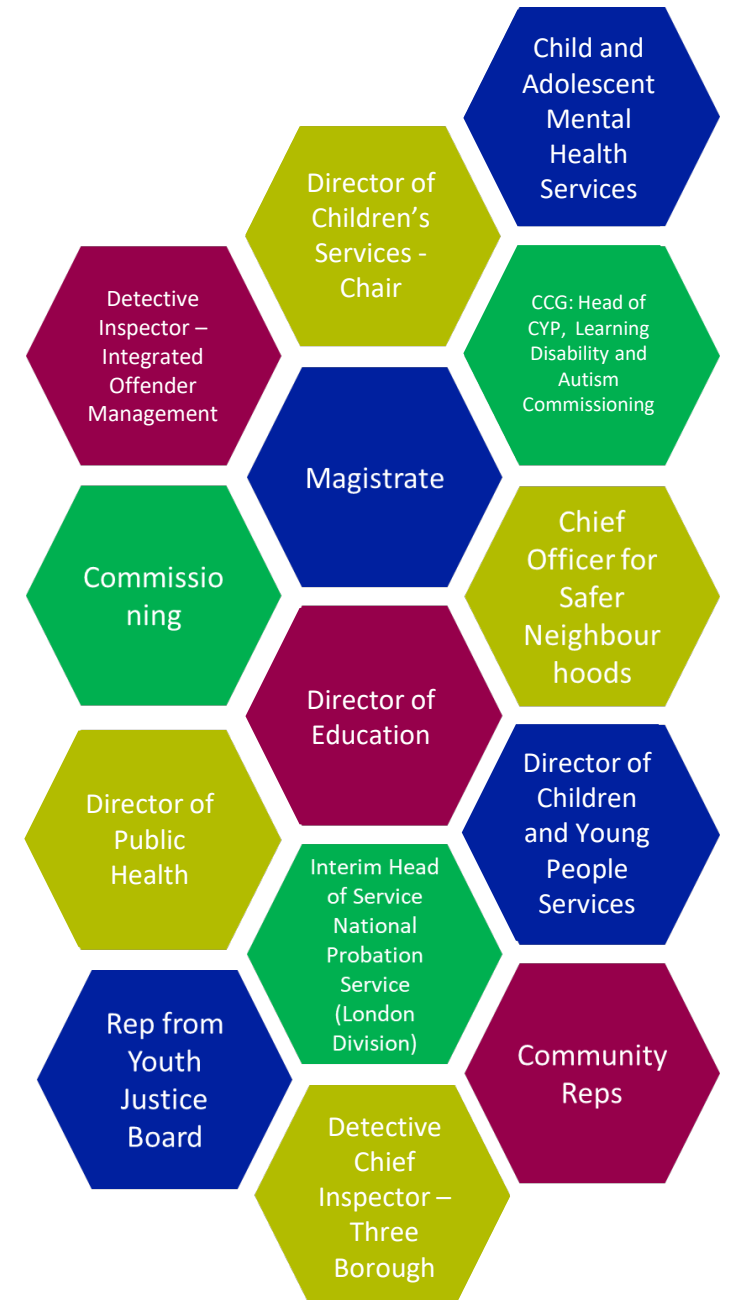 Child and
Adolescent
Mental
Health
Services
Director of
Children’s
Services -
Chair
Detective
Inspector –
Integrated
Offender
Management
CCG: Head of
CYP, Learning
Disability and
Autism
Commissioning
Magistrate
Commissio
ning
Chief
Officer for
Safer
Neighbour
hoods
Director of
Education
Director of
Public
Health
Director of
Children
and Young
People
Services
Interim Head
of Service
National
Probation
Service
(London
Division)
Rep from
Youth
Justice
Board
Community
Reps
Detective
Chief
Inspector –
Three
Borough